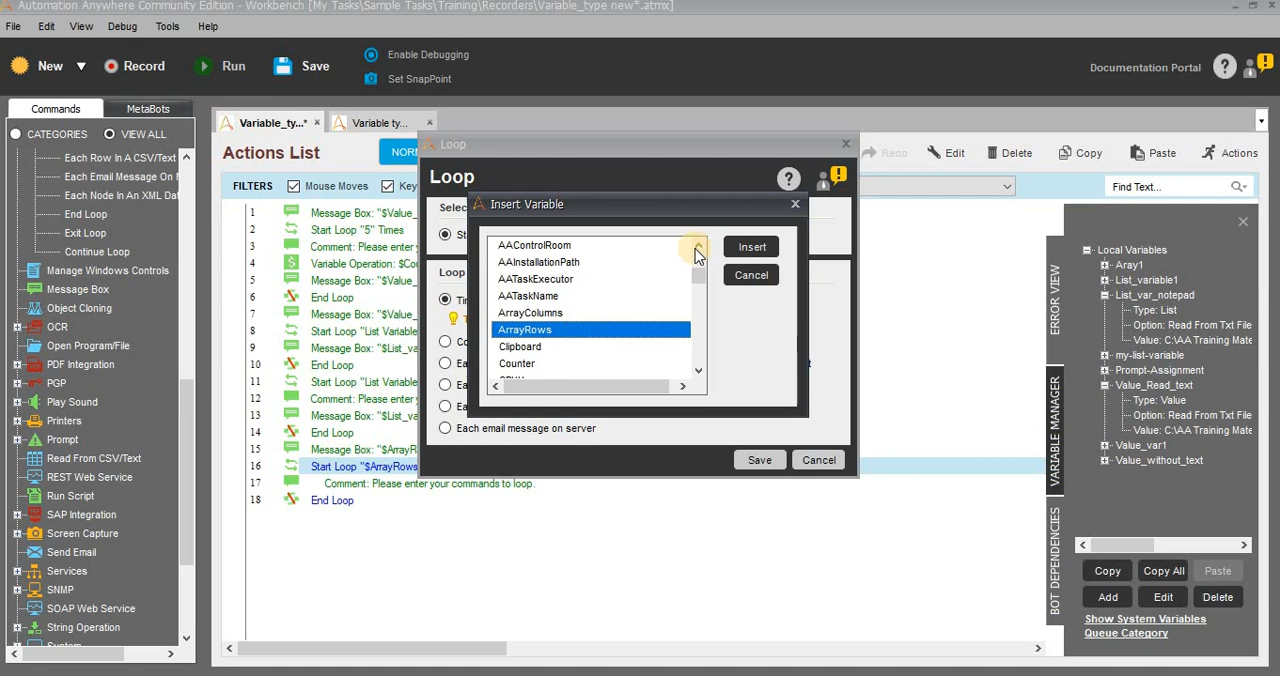 Automation Anywhere Community Edition - Workbench [My Tasks\Sample Tasks\Training\Recorders\Variable_type new*.atmx]
File Edit View Debug Tools Help
New Record Run Save Enable Debugging
Set SnapPoint
Documentation Portal
Commands MetaBots
CATEGORIES VIEW ALL
Each Row In A CSV/Text
Each Email Message On
Each Node In An XML Dat
End Loop
Exit Loop
Continue Loop
Manage Windows Controls
Message Box
Object Cloning
OCR
Open Program/File
PDF Integration
PGP
Play Sound
Printers
Prompt
Read From CSV/Text
REST Web Service
Run Script
SAP Integration
Screen Capture
Send Email
Services
SNMP
SOAP Web Service
String Operation
Variable_ty...* Variable ty...
Actions List NOR Redo Edit Delete Copy Paste Actions
FILTERS Mouse Moves Key Find Text...
1 Message Box: "$Value_
2 Start Loop "5" Times
3 Comment: Please enter y
4 Variable Operation: $Co
5 Message Box: "$Value_
6 End Loop
7 Message Box: "$Value_
8 Start Loop "List Variable
9 Message Box: "$List_va
10 End Loop
11 Start Loop "List Variable
12 Comment: Please enter
13 Message Box: "$List_va
14 End Loop
15 Message Box: "$ArrayR
16 Start Loop "$ArrayRows
17 Comment: Please enter your commands to loop.
18 End Loop
Loop
Loop
Selec
Sta
Loop
Tim
T
Co
Eac
Eac
Ea
Each email message on server
Save Cancel
Insert Variable
AAControlRoom
AAInstallationPath
AATaskExecutor
AATaskName
ArrayColumns
ArrayRows
Clipboard
Counter
Insert
Cancel
ERROR VIEW
VARIABLE MANAGER
BOT DEPENDENCIES
Local Variables
Aray1
List_variable1
List_var_notepad
Type: List
Option: Read From Txt File
Value: C:\AA Training Mate
my-list-variable
Prompt-Assignment
Value_Read_text
Type: Value
Option: Read From Txt File
Value: C:\AA Training Mate
Value_var1
Value_without_text
Copy Copy All Paste
Add Edit Delete
Show System Variables
Queue Category